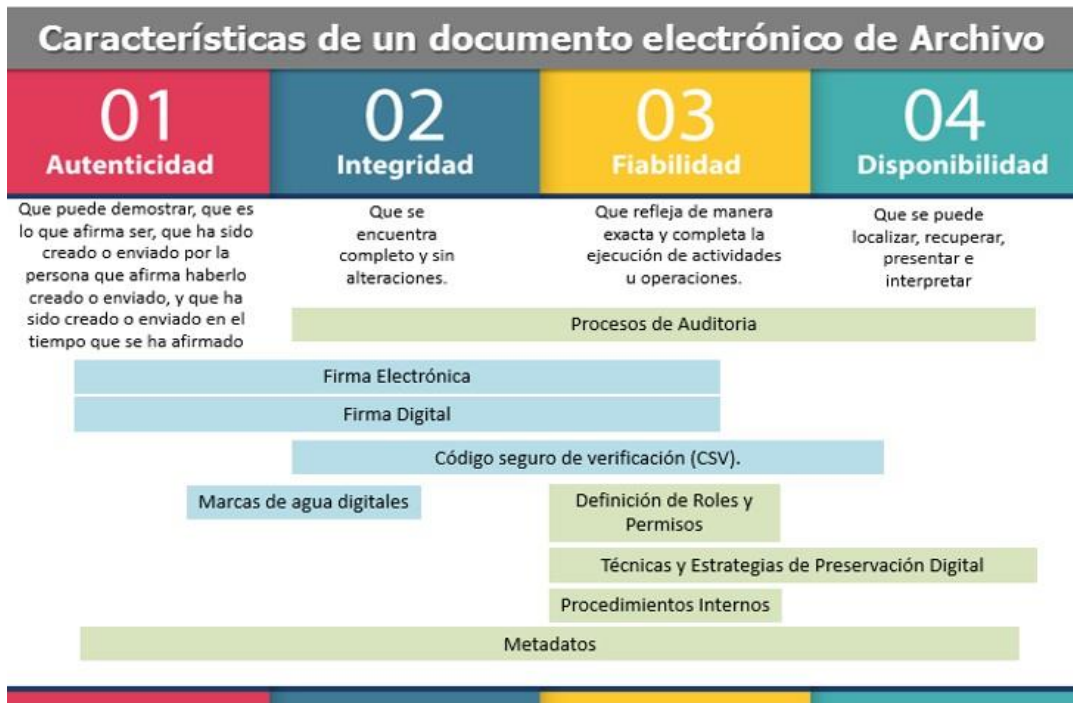 Características de un documento electrónico de Archivo
01
Autenticidad
02
Integridad
03
Fiabilidad
04
Disponibilidad
Que puede demostrar, que es
lo que afirma ser, que ha sido
creado o enviado por la
persona que afirma haberlo
creado o enviado, y que ha
sido creado o enviado en el
tiempo que se ha afirmado
Que se
encuentra
completo y sin
alteraciones.
Que refleja de manera
exacta y completa la
ejecución de actividades
u operaciones.
Que se puede
localizar, recuperar,
presentar e
interpretar
Procesos de Auditoria
Firma Electrónica
Firma Digital
Código seguro de verificación (CSV).
Marcas de agua digitales
Definición de Roles y
Permisos
Técnicas y Estrategias de Preservación Digital
Procedimientos Internos
Metadatos